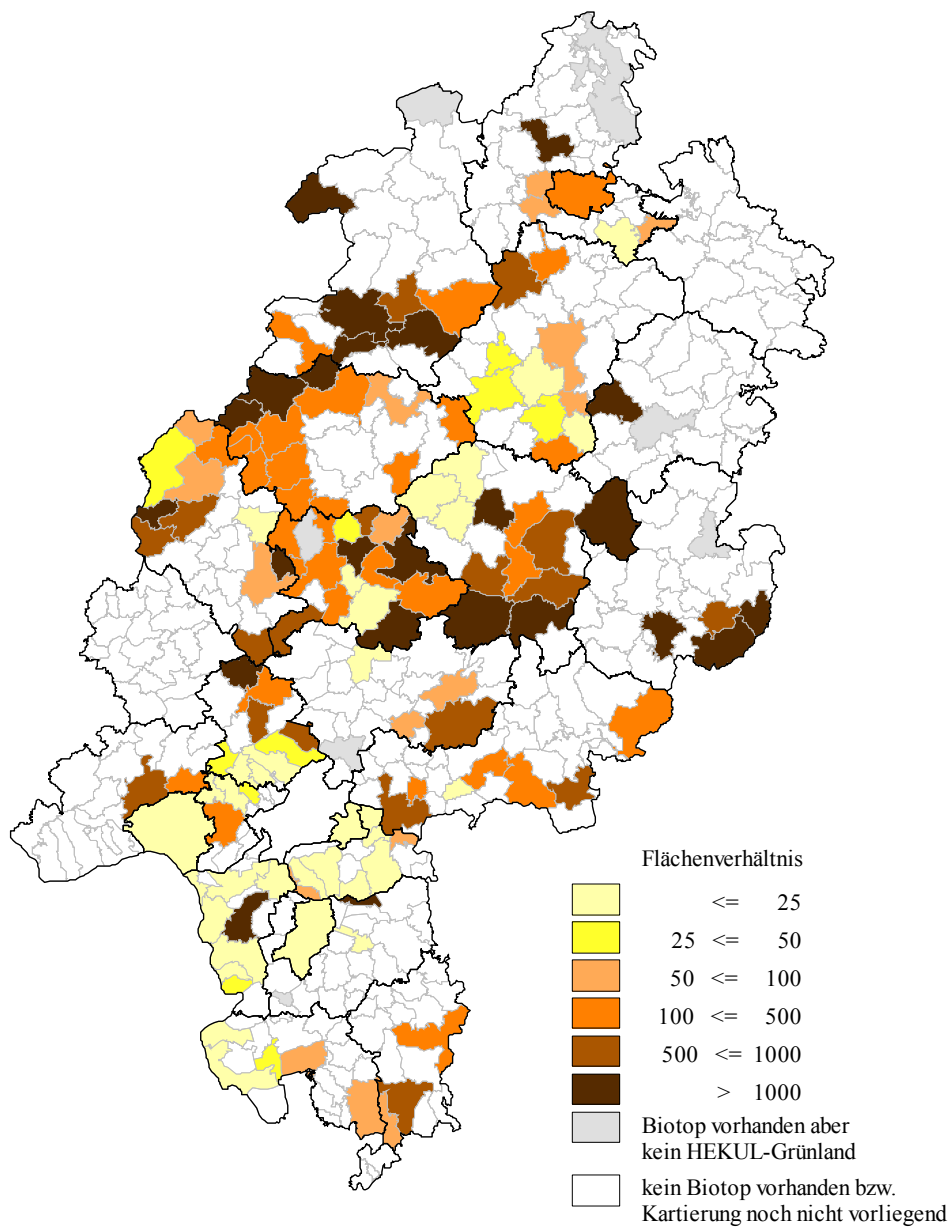 Flächenverhältnis
<= 25
25 <= 50
50 <= 100
100 <= 500
500 <= 1000
> 1000
Biotop vorhanden aber
kein HEKUL-Grünland
kein Biotop vorhanden bzw.
Kartierung noch nicht vorliegend